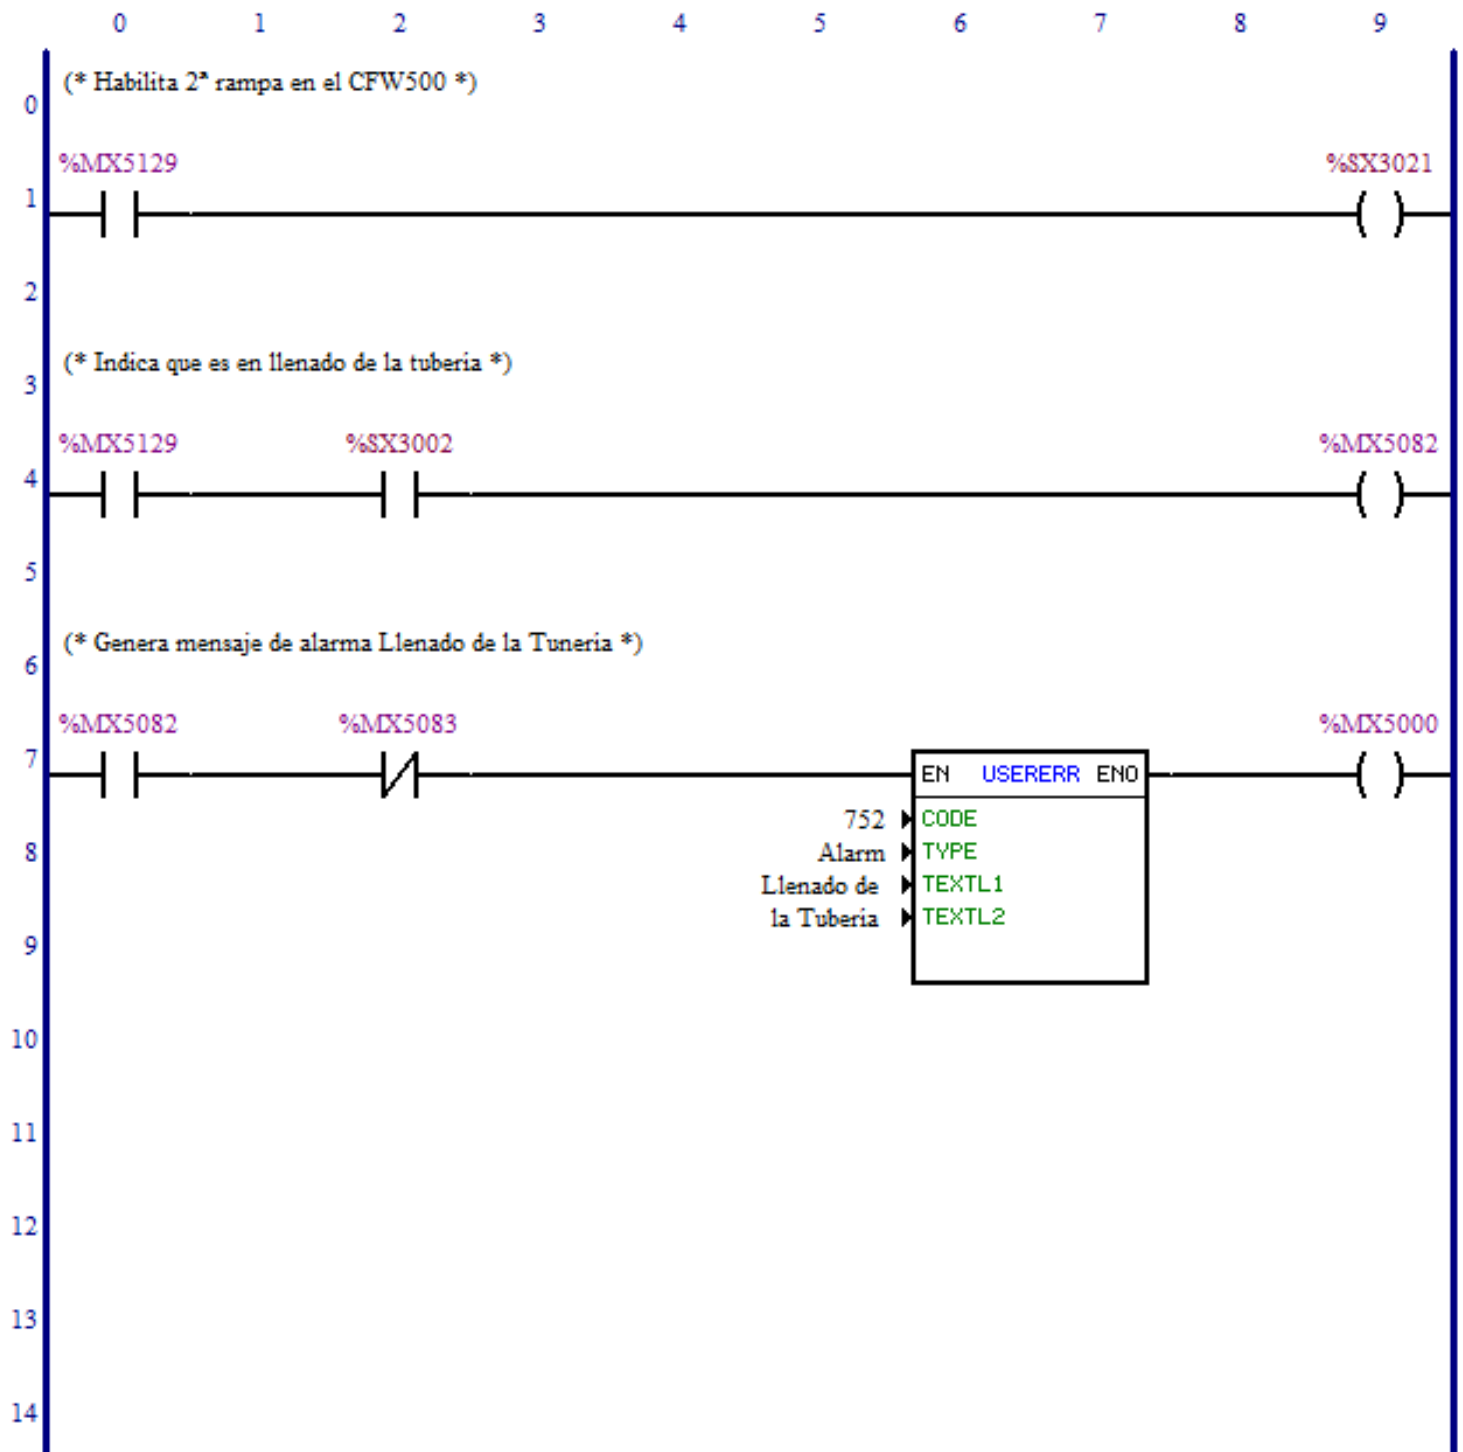 0 1 2 3 4 5 6 7 8 9
0 (* Habilita 2ª rampa en el CFW500 *)
%MX5129 %SX3021
1
2
(* Indica que es en llenado de la tuberia *)
3
%MX5129 %SX3002 %MX5082
4
5
(* Genera mensaje de alarma Llenado de la Tuneria *)
6
%MX5082 %MX5083 %MX5000
7 EN USERERR ENO
752 CODE
8 Alarm TYPE
Llenado de TEXTL1
la Tuberia TEXTL2
9
10
11
12
13
14